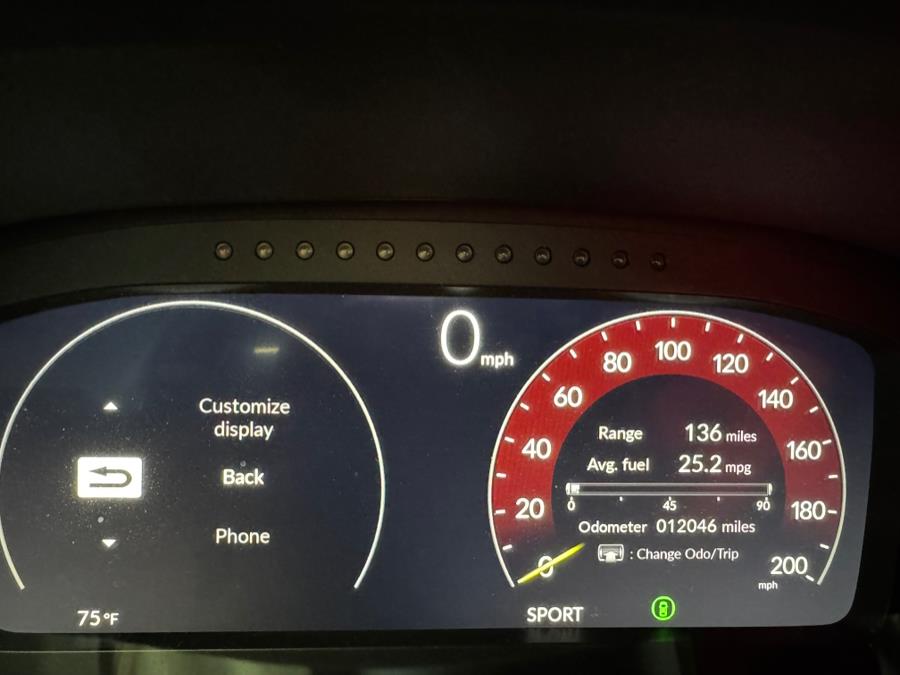 0 mph
Customize
display
Back
Phone
75°F
100
80
120
60
140
40
160
20
180
0
200
mph
Range 136 miles
Avg. fuel 25.2 mpg
0 45 90
Odometer 012046 miles
: Change Odo/Trip
SPORT